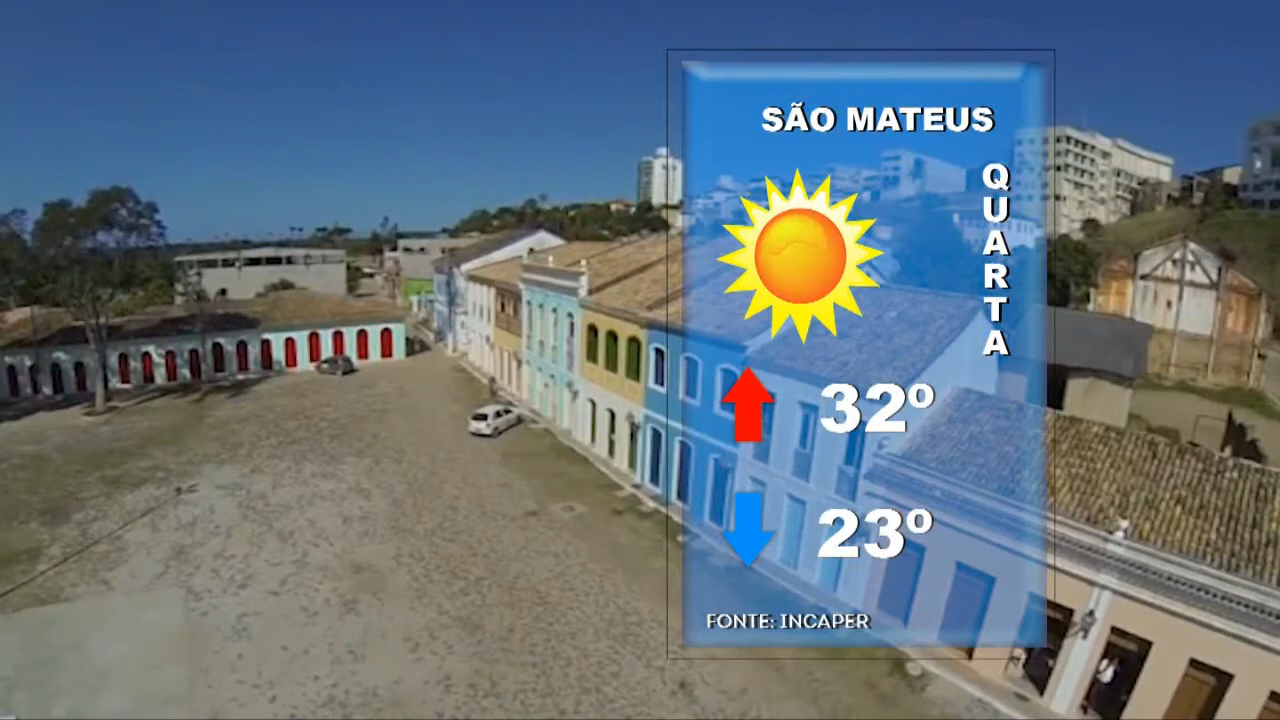 SÃO MATEUS
QUARTA
32º
23º
FONTE: INCAPER